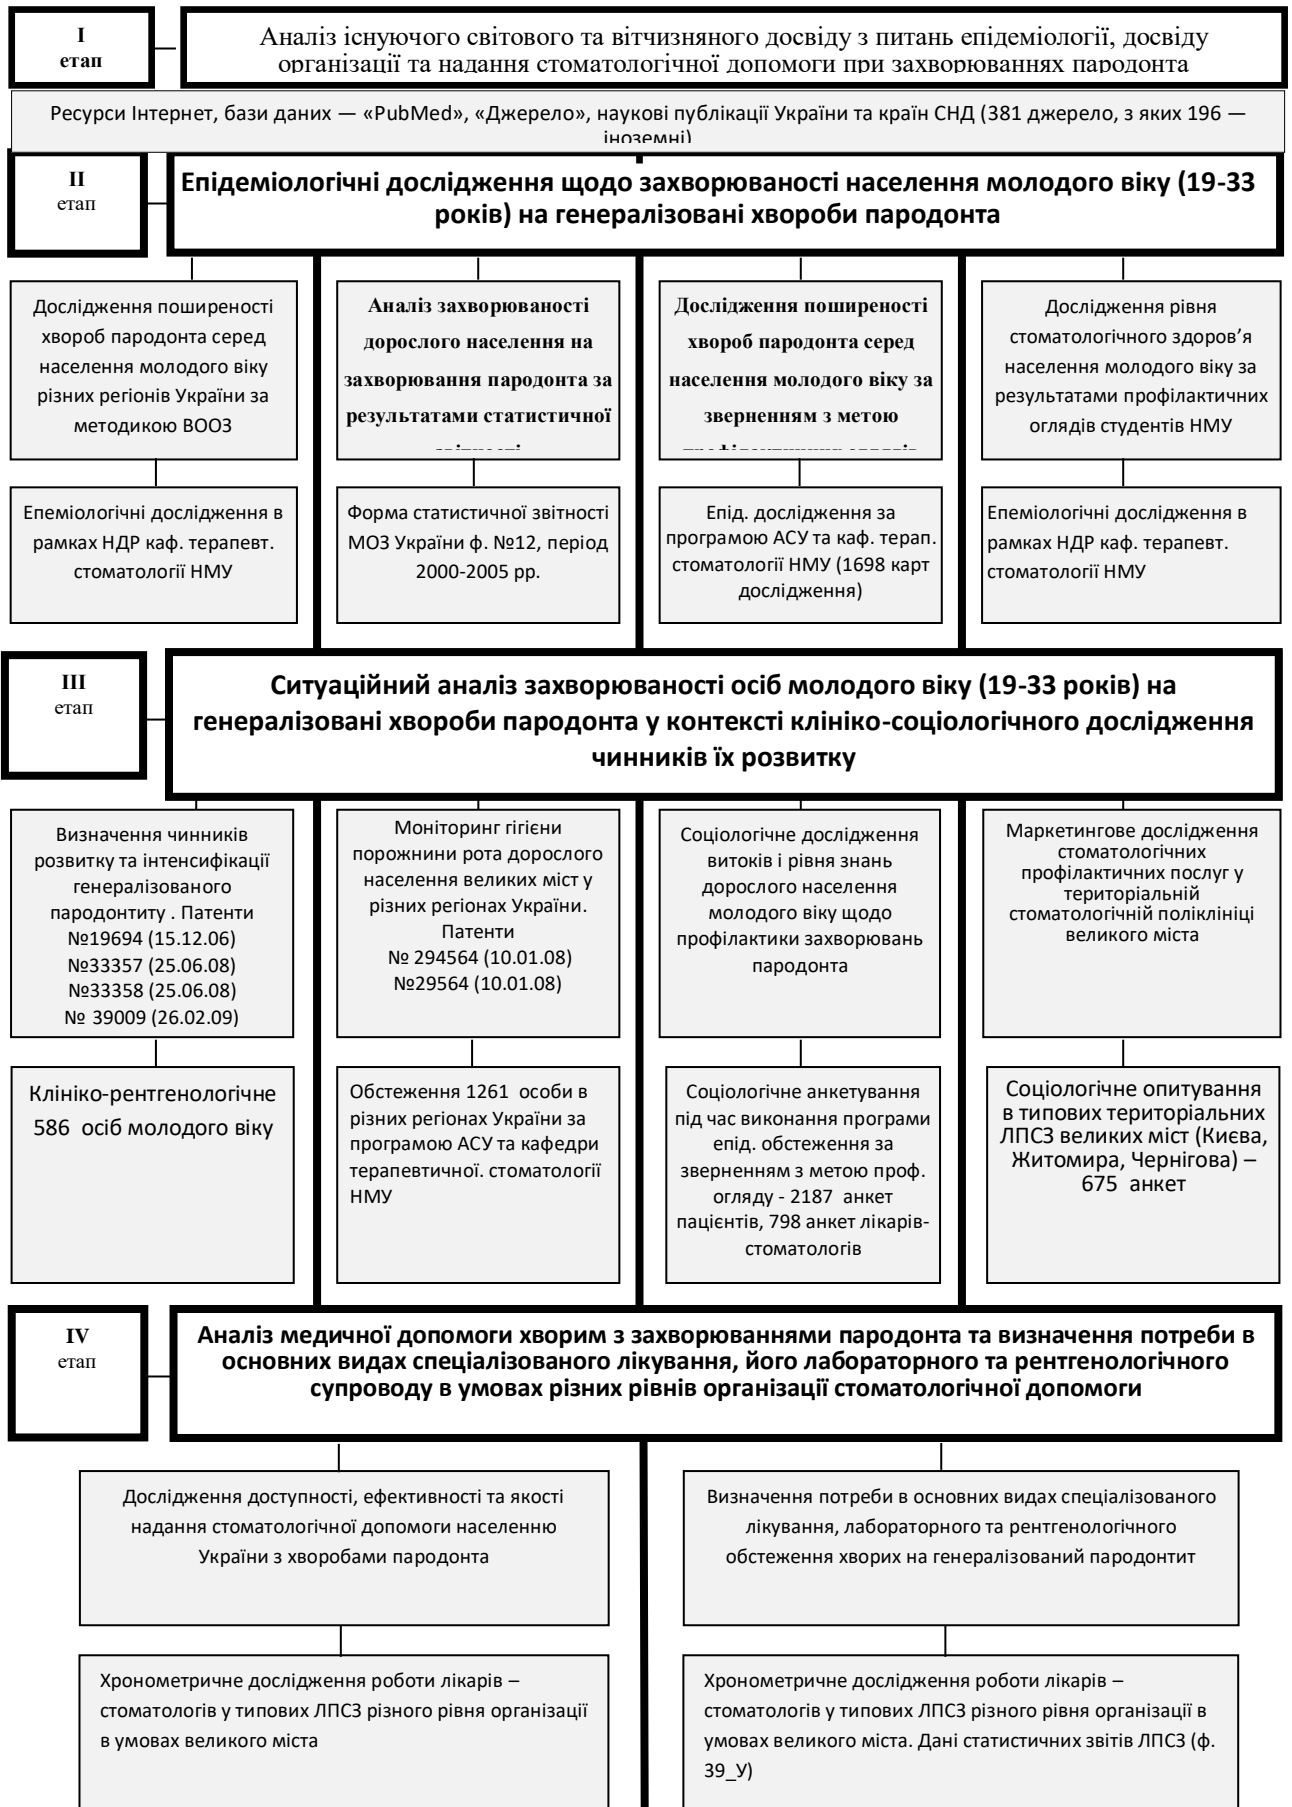 I
етап
Аналіз існуючого світового та вітчизняного досвіду з питань епідеміології, досвіду
організації та надання стоматологічної допомоги при захворюваннях пародонта
Ресурси Інтернет, бази даних — «PubMed», «Джерело», наукові публікації України та країн СНД (381 джерело, з яких 196 —
іноземні)
II
етап
Епідеміологічні дослідження щодо захворюваності населення молодого віку (19-33
років) на генералізовані хвороби пародонта
Дослідження поширеності
хвороб пародонта серед
населення молодого віку
різних регіонів України за
методикою ВООЗ
Аналіз захворюваності
дорослого населення на
захворювання пародонта за
результатами статистичної
звітності
Дослідження поширеності
хвороб пародонта серед
населення молодого віку за
зверненням з метою
профілактичних оглядів
Дослідження рівня
стоматологічного здоров’я
населення молодого віку за
результатами профілактичних
оглядів студентів НМУ
Епеміологічні дослідження в
рамках НДР каф. терапевт.
стоматології НМУ
Форма статистичної звітності
МОЗ України ф. №12, період
2000-2005 рр.
Епід. дослідження за
програмою АСУ та каф. терап.
стоматології НМУ (1698 карт
дослідження)
Епеміологічні дослідження в
рамках НДР каф. терапевт.
стоматології НМУ
III
етап
Ситуаційний аналіз захворюваності осіб молодого віку (19-33 років) на
генералізовані хвороби пародонта у контексті клініко-соціологічного дослідження
чинників їх розвитку
Визначення чинників
розвитку та інтенсифікації
генералізованого
пародонтиту . Патенти
№19694 (15.12.06)
№33357 (25.06.08)
№33358 (25.06.08)
№ 39009 (26.02.09)
Моніторинг гігієни
порожнини рота дорослого
населення великих міст у
різних регіонах України.
Патенти
№ 294564 (10.01.08)
№29564 (10.01.08)
Соціологічне дослідження
витоків і рівня знань
дорослого населення
молодого віку щодо
профілактики захворювань
пародонта
Маркетингове дослідження
стоматологічних
профілактичних послуг у
територіальній
стоматологічній поліклініці
великого міста
Клініко-рентгенологічне
586 осіб молодого віку
Обстеження 1261 особи в
різних регіонах України за
програмою АСУ та кафедри
терапевтичної. стоматології
НМУ
Соціологічне анкетування
під час виконання програми
епід. обстеження за
зверненням з метою проф.
огляду - 2187 анкет
пацієнтів, 798 анкет лікарів-
стоматологів
Соціологічне опитування
в типових територіальних
ЛПСЗ великих міст (Києва,
Житомира, Чернігова) –
675 анкет
IV
етап
Аналіз медичної допомоги хворим з захворюваннями пародонта та визначення потреби в
основних видах спеціалізованого лікування, його лабораторного та рентгенологічного
супроводу в умовах різних рівнів організації стоматологічної допомоги
Дослідження доступності, ефективності та якості
надання стоматологічної допомоги населенню
України з хворобами пародонта
Визначення потреби в основних видах спеціалізованого
лікування, лабораторного та рентгенологічного
обстеження хворих на генералізований пародонтит
Хронометричне дослідження роботи лікарів –
стоматологів у типових ЛПСЗ різного рівня організації
в умовах великого міста
Хронометричне дослідження роботи лікарів –
стоматологів у типових ЛПСЗ різного рівня організації в
умовах великого міста. Дані статистичних звітів ЛПСЗ (ф.
39_У)